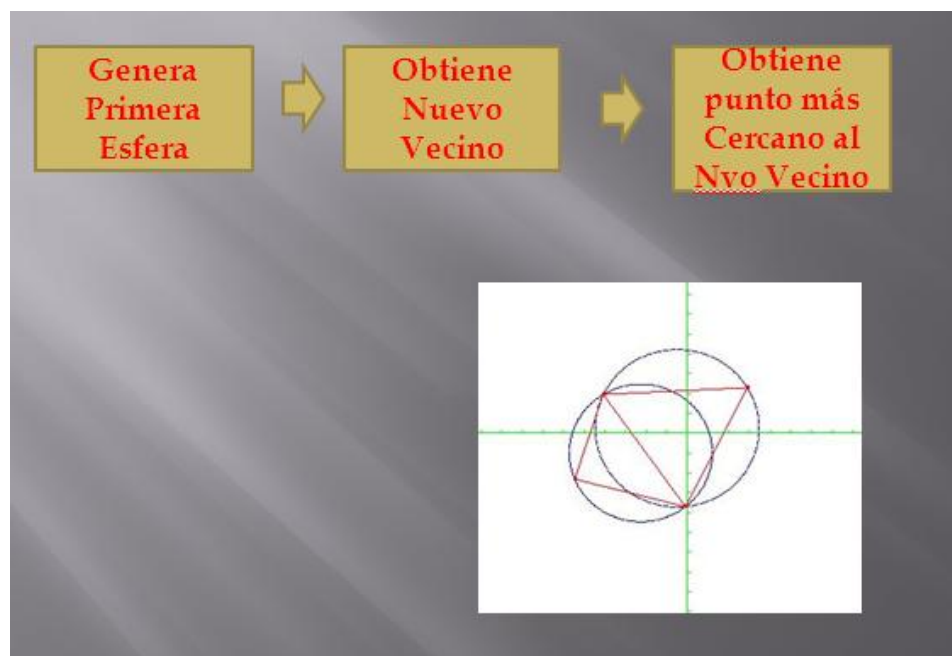 Genera
Primera
Esfera
Obtiene
Nuevo
Vecino
Obtiene
punto más
Cercano al
Nvo Vecino